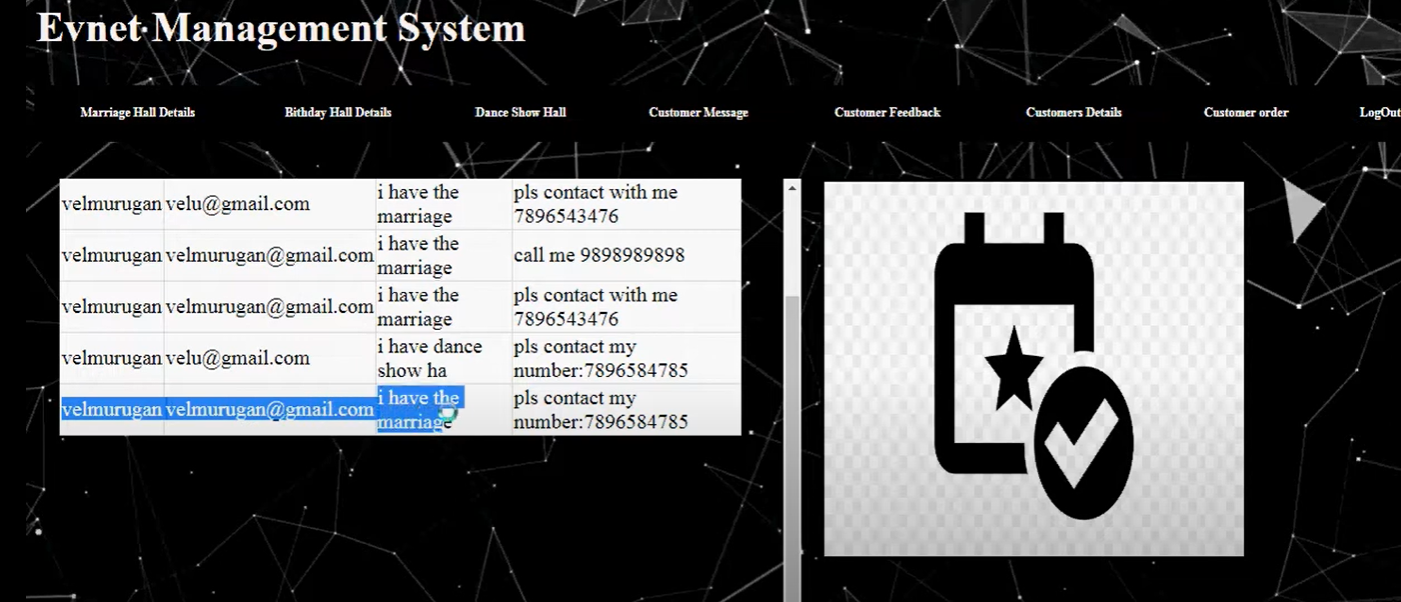 Evnet Management System
Marriage Hall Details Bithday Hall Details Dance Show Hall Customer Message Customer Feedback Customers Details Customer order LogOut
velmurugan velu@gmail.com i have the marriage pls contact with me 7896543476
velmurugan velmurugan@gmail.com i have the marriage call me 9898989898
velmurugan velmurugan@gmail.com i have the marriage pls contact with me 7896543476
velmurugan velu@gmail.com i have dance show ha pls contact my number:7896584785
velmurugan velmurugan@gmail.com i have the marriage pls contact my number:7896584785